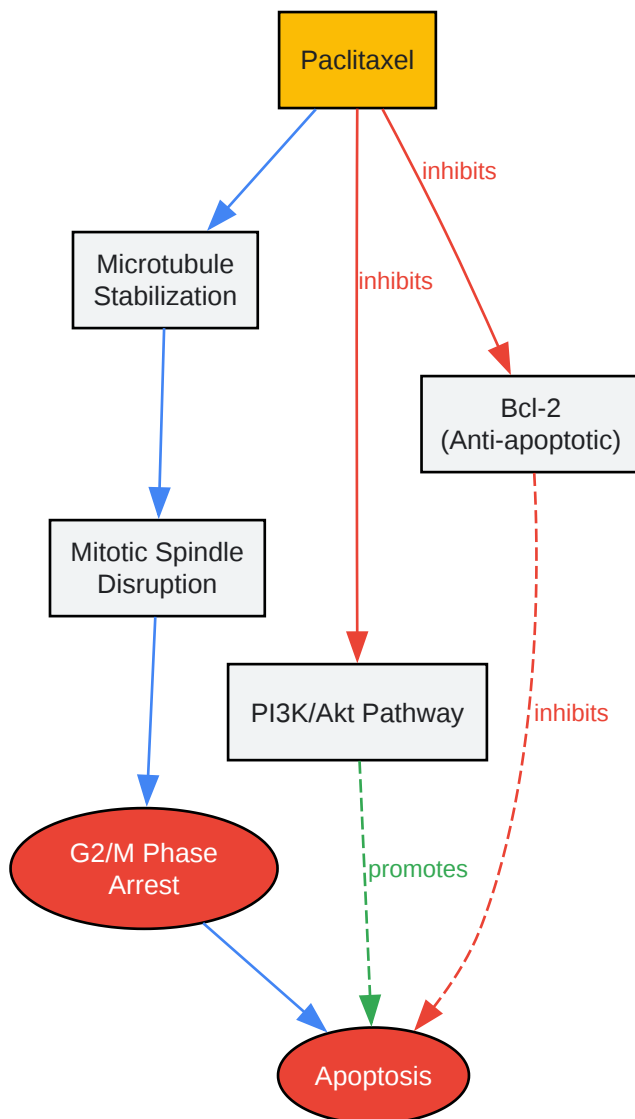 Paclitaxel
inhibits
Microtubule
Stabilization
inhibits
Bcl-2
(Anti-apoptotic)
Mitotic Spindle
Disruption
PI3K/Akt Pathway
inhibits
G2/M Phase
Arrest
promotes
Apoptosis